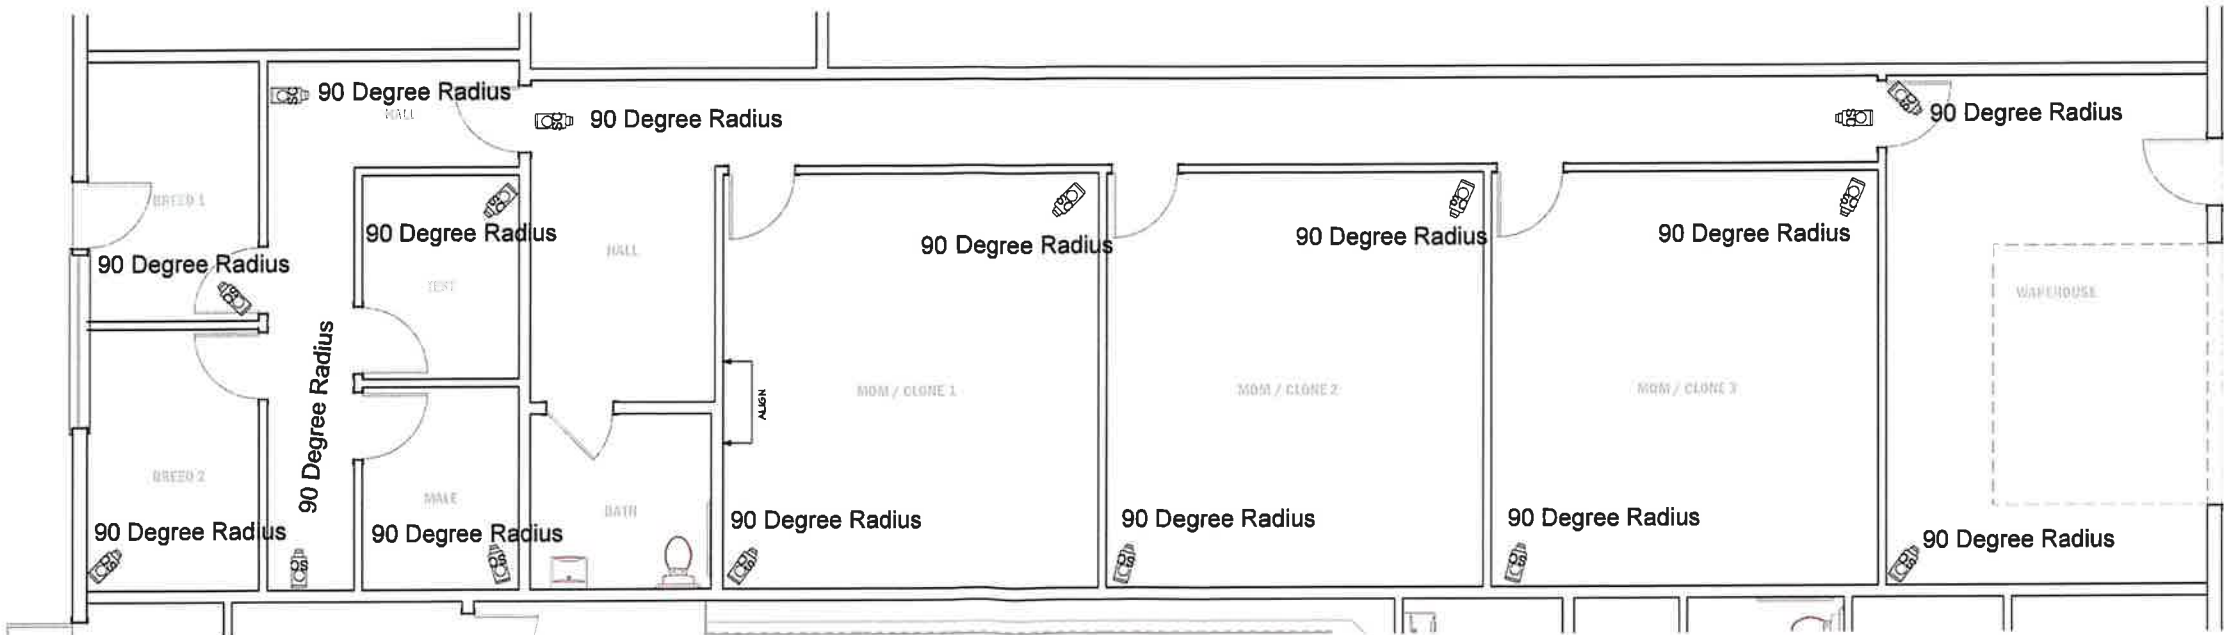 90 Degree Radius
HALL
90 Degree Radius
90 Degree Radius
BREED 1
90 Degree Radius
90 Degree Radius
TEST
HALL
90 Degree Radius
90 Degree Radius
90 Degree Radius
WAREHOUSE
90 Degree Radius
MOM / CLONE 1
ALIGN
MOM / CLONE 2
MOM / CLONE 3
BREED 2
90 Degree Radius
MALE
90 Degree Radius
BATH
90 Degree Radius
90 Degree Radius
90 Degree Radius
90 Degree Radius